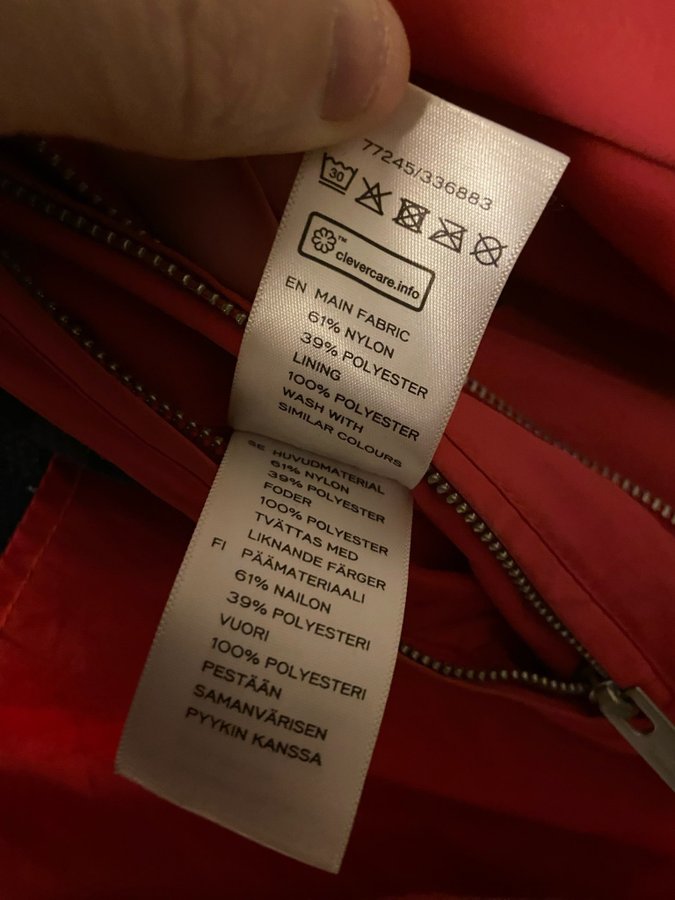 77245/336883
30
™
clevercare.info
EN MAIN FABRIC
61% NYLON
39% POLYESTER
LINING
100% POLYESTER
WASH WITH
SIMILAR COLOURS
SE HUVUDMATERIAL
61% NYLON
39% POLYESTER
FODER
100% POLYESTER
TVÄTTAS MED
LIKNANDE FÄRGER
FI PÄÄMATERIAALI
61% NAILON
39% POLYESTERI
VUORI
100% POLYESTERI
PESTÄÄN
SAMANVÄRISEN
PYYKIN KANSSA